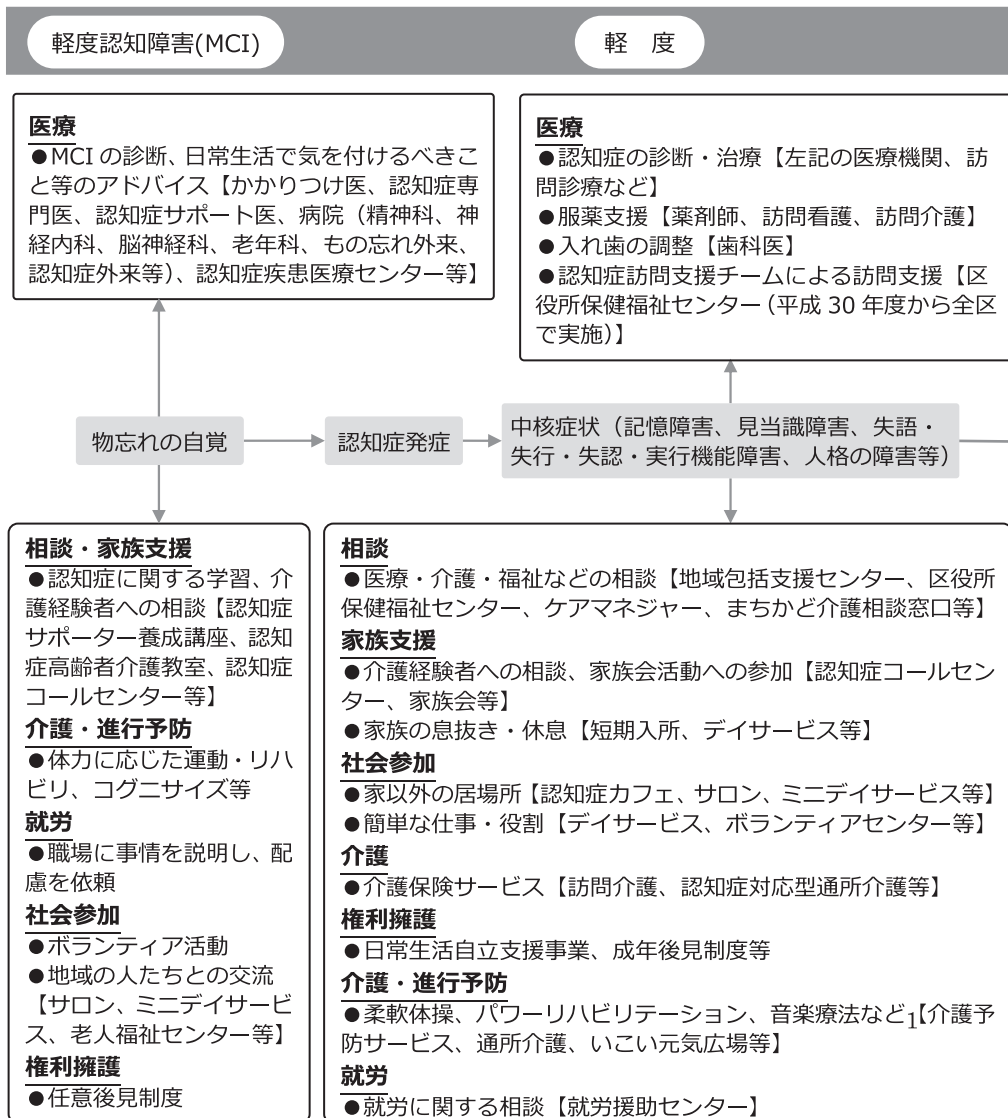 軽度認知障害(MCI)
軽 度
医療
●MCI の診断、日常生活で気を付けるべきこ
と等のアドバイス【かかりつけ医、認知症専
門医、認知症サポート医、病院（精神科、神
経内科、脳神経科、老年科、もの忘れ外来、
認知症外来等）、認知症疾患医療センター等】
医療
●認知症の診断・治療【左記の医療機関、訪
問診療など】
●服薬支援【薬剤師、訪問看護、訪問介護】
●入れ歯の調整【歯科医】
●認知症訪問支援チームによる訪問支援【区
役所保健福祉センター（平成 30 年度から全区
で実施）】
物忘れの自覚
認知症発症
中核症状（記憶障害、見当識障害、失語・
失行・失認・実行機能障害、人格の障害等）
相談・家族支援
●認知症に関する学習、介
護経験者への相談【認知症
サポーター養成講座、認知
症高齢者介護教室、認知症
コールセンター等】
介護・進行予防
●体力に応じた運動・リハ
ビリ、コグニサイズ等
就労
●職場に事情を説明し、配
慮を依頼
社会参加
●ボランティア活動
●地域の人たちとの交流
【サロン、ミニデイサービ
ス、老人福祉センター等】
権利擁護
●任意後見制度
相談
●医療・介護・福祉などの相談【地域包括支援センター、区役所
保健福祉センター、ケアマネジャー、まちかど介護相談窓口等】
家族支援
●介護経験者への相談、家族会活動への参加【認知症コールセン
ター、家族会等】
●家族の息抜き・休息【短期入所、デイサービス等】
社会参加
●家以外の居場所【認知症カフェ、サロン、ミニデイサービス等】
●簡単な仕事・役割【デイサービス、ボランティアセンター等】
介護
●介護保険サービス【訪問介護、認知症対応型通所介護等】
権利擁護
●日常生活自立支援事業、成年後見制度等
介護・進行予防
●柔軟体操、パワーリハビリテーション、音楽療法など1【介護予
防サービス、通所介護、いこい元気広場等】
就労
●就労に関する相談【就労援助センター】